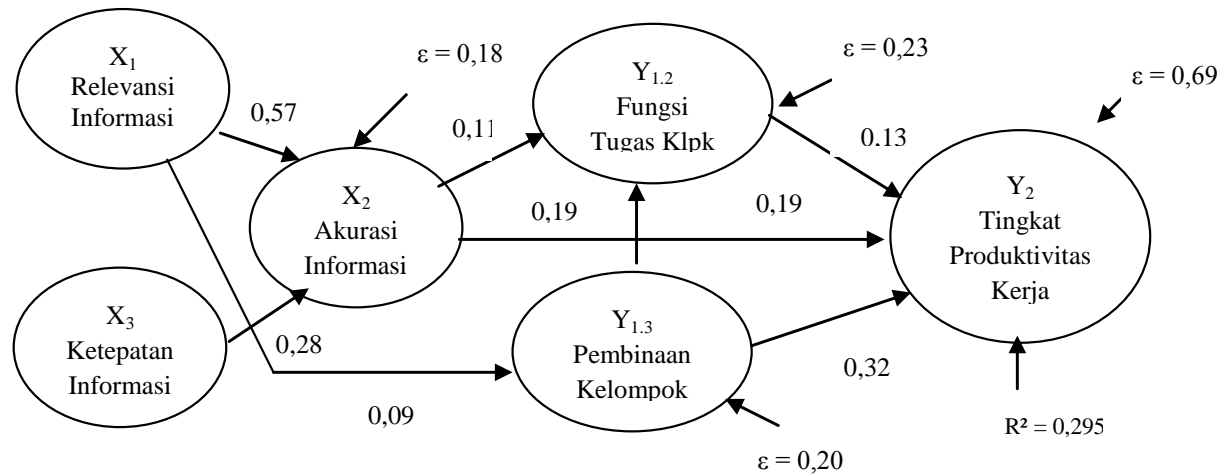 X₁
Relevansi
Informasi
ε = 0,18
0,57
Y₁.₂
Fungsi
Tugas Klpk
ε = 0,23
ε = 0,69
0,11
0.13
X₂
Akurasi
Informasi
0,19
0,19
Y₂
Tingkat
Produktivitas
Kerja
X₃
Ketepatan
Informasi
0,28
0,09
Y₁.₃
Pembinaan
Kelompok
0,32
ε = 0,20
R² = 0,295